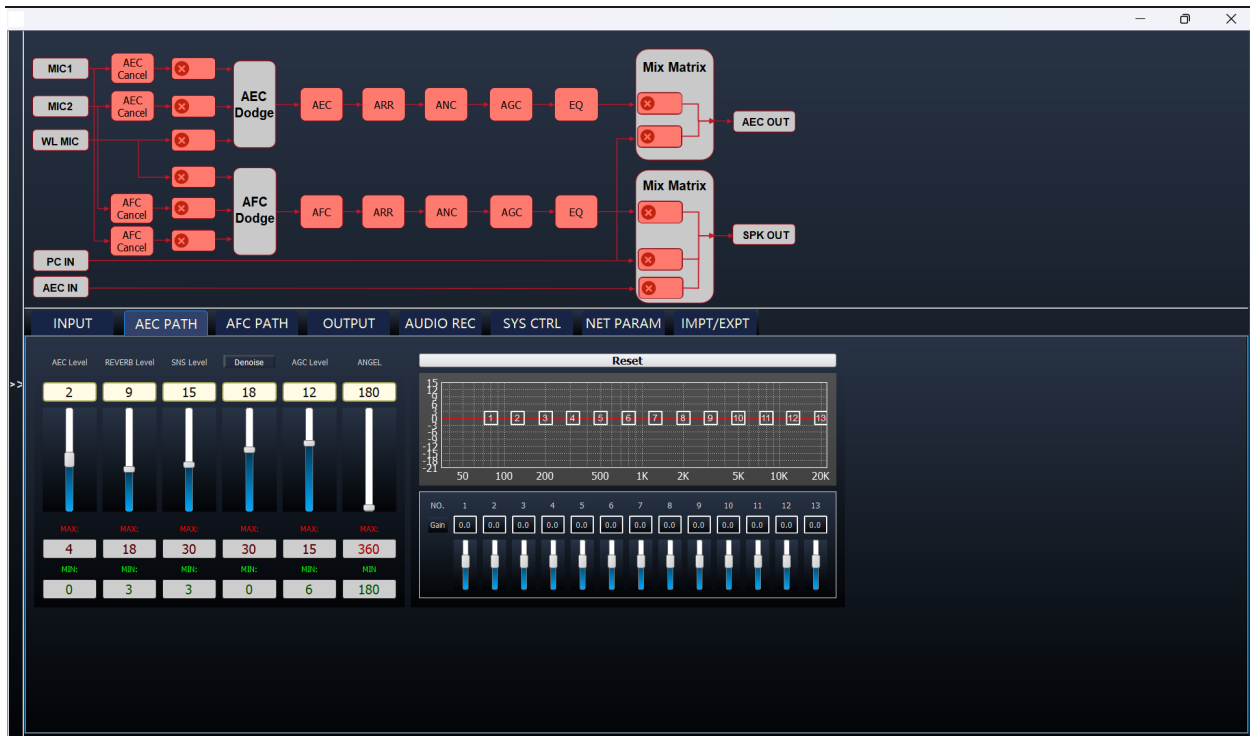 MIC1
AEC
Cancel
MIC2
AEC
Cancel
WL MIC
AEC
Dodge
AEC
ARR
ANC
AGC
EQ
Mix Matrix
AEC OUT
AFC
Cancel
AFC
Cancel
AFC
Dodge
AFC
ARR
ANC
AGC
EQ
Mix Matrix
SPK OUT
PC IN
AEC IN
INPUT AEC PATH AFC PATH OUTPUT AUDIO REC SYS CTRL NET PARAM IMPT/EXPT
>>
AEC Level REVERB Level SNS Level Denoise AGC Level ANGEL
2 9 15 18 12 180
MAX: MAX: MAX: MAX: MAX: MAX:
4 18 30 30 15 360
MIN: MIN: MIN: MIN: MIN: MIN
0 3 3 0 6 180
Reset
15
12
9
6
3
0
-3
-6
-9
-12
-15
-18
-21
1 2 3 4 5 6 7 8 9 10 11 12 13
50 100 200 500 1K 2K 5K 10K 20K
NO. 1 2 3 4 5 6 7 8 9 10 11 12 13
Gain 0.0 0.0 0.0 0.0 0.0 0.0 0.0 0.0 0.0 0.0 0.0 0.0 0.0